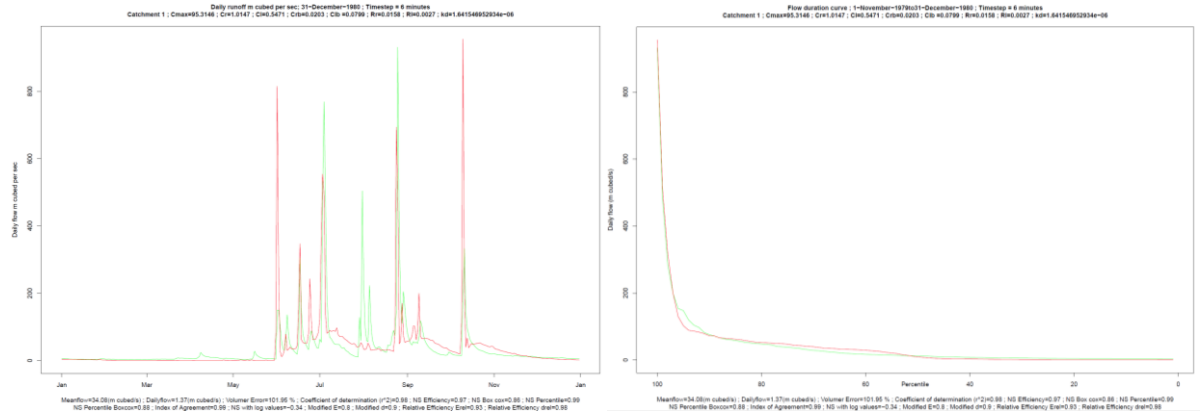 Daily runoff m cubed per sec; 31-December-1980 ; Timestep = 6 minutes
Catchment 1 ; Cmax=95.3146 ; Cr=1.0147 ; Cl=0.5471 ; Crb=0.0203 ; Clb =0.0799 ; Rr=0.0158 ; Rl=0.0027 ; kd=1.641546952934e-06
Daily flow m cubed per sec
800
600
400
200
0
Jan Mar May Jul Sep Nov Jan
Meanflow=34.08(m cubed/s) ; Dailyflow=1.37(m cubed/s) ; Volumer Error=101.95 % ; Coefficient of determination (r^2)=0.98 ; NS Efficiency=0.97 ; NS Box cox=0.86 ; NS Percentile=0.99
NS Percentile Boxcox=0.88 ; Index of Agreement=0.99 ; NS with log values=-0.34 ; Modified E=0.8 ; Modified d=0.9 ; Relative Efficiency Erel=0.93 ; Relative Efficiency drel=0.98
Flow duration curve ; 1-November-1979to31-December-1980 ; Timestep = 6 minutes
Catchment 1 ; Cmax=95.3146 ; Cr=1.0147 ; Cl=0.5471 ; Crb=0.0203 ; Clb =0.0799 ; Rr=0.0158 ; Rl=0.0027 ; kd=1.641546952934e-06
Daily flow (m cubed/s)
800
600
400
200
0
100 80 60 Percentile 40 20 0
Meanflow=34.08(m cubed/s) ; Dailyflow=1.37(m cubed/s) ; Volumer Error=101.95 % ; Coefficient of determination (r^2)=0.98 ; NS Efficiency=0.97 ; NS Box cox=0.86 ; NS Percentile=0.99
NS Percentile Boxcox=0.88 ; Index of Agreement=0.99 ; NS with log values=-0.34 ; Modified E=0.8 ; Modified d=0.9 ; Relative Efficiency Erel=0.93 ; Relative Efficiency drel=0.98